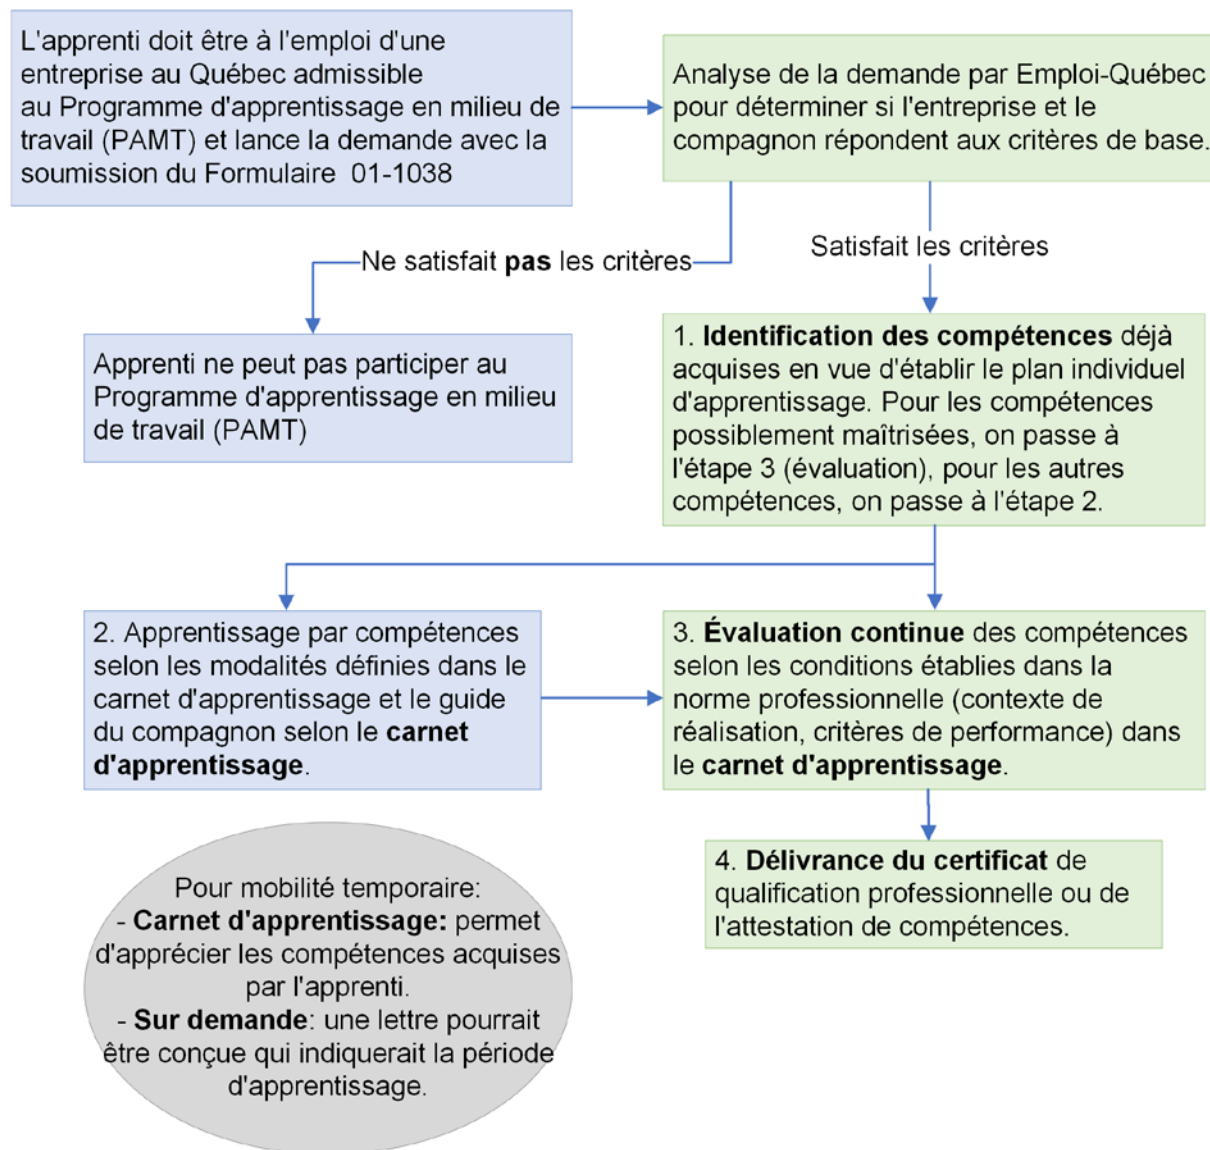 L'apprenti doit être à l'emploi d'une
entreprise au Québec admissible
au Programme d'apprentissage en milieu de
travail (PAMT) et lance la demande avec la
soumission du Formulaire  01-1038
Analyse de la demande par Emploi-Québec
pour déterminer si l'entreprise et le
compagnon répondent aux critères de base.
Ne satisfait pas les critères
Satisfait les critères
Apprenti ne peut pas participer au
Programme d'apprentissage en milieu
de travail (PAMT)
1. Identification des compétences déjà
acquises en vue d'établir le plan individuel
d'apprentissage. Pour les compétences
possiblement maîtrisées, on passe à
l'étape 3 (évaluation), pour les autres
compétences, on passe à l'étape 2.
2. Apprentissage par compétences
selon les modalités définies dans le
carnet d'apprentissage et le guide
du compagnon selon le carnet
d'apprentissage.
3. Évaluation continue des compétences
selon les conditions établies dans la
norme professionnelle (contexte de
réalisation, critères de performance) dans
le carnet d'apprentissage.
4. Délivrance du certificat de
qualification professionnelle ou de
l'attestation de compétences.
Pour mobilité temporaire:
- Carnet d'apprentissage: permet
d'apprécier les compétences acquises
par l'apprenti.
- Sur demande: une lettre pourrait
être conçue qui indiquerait la période
d'apprentissage.